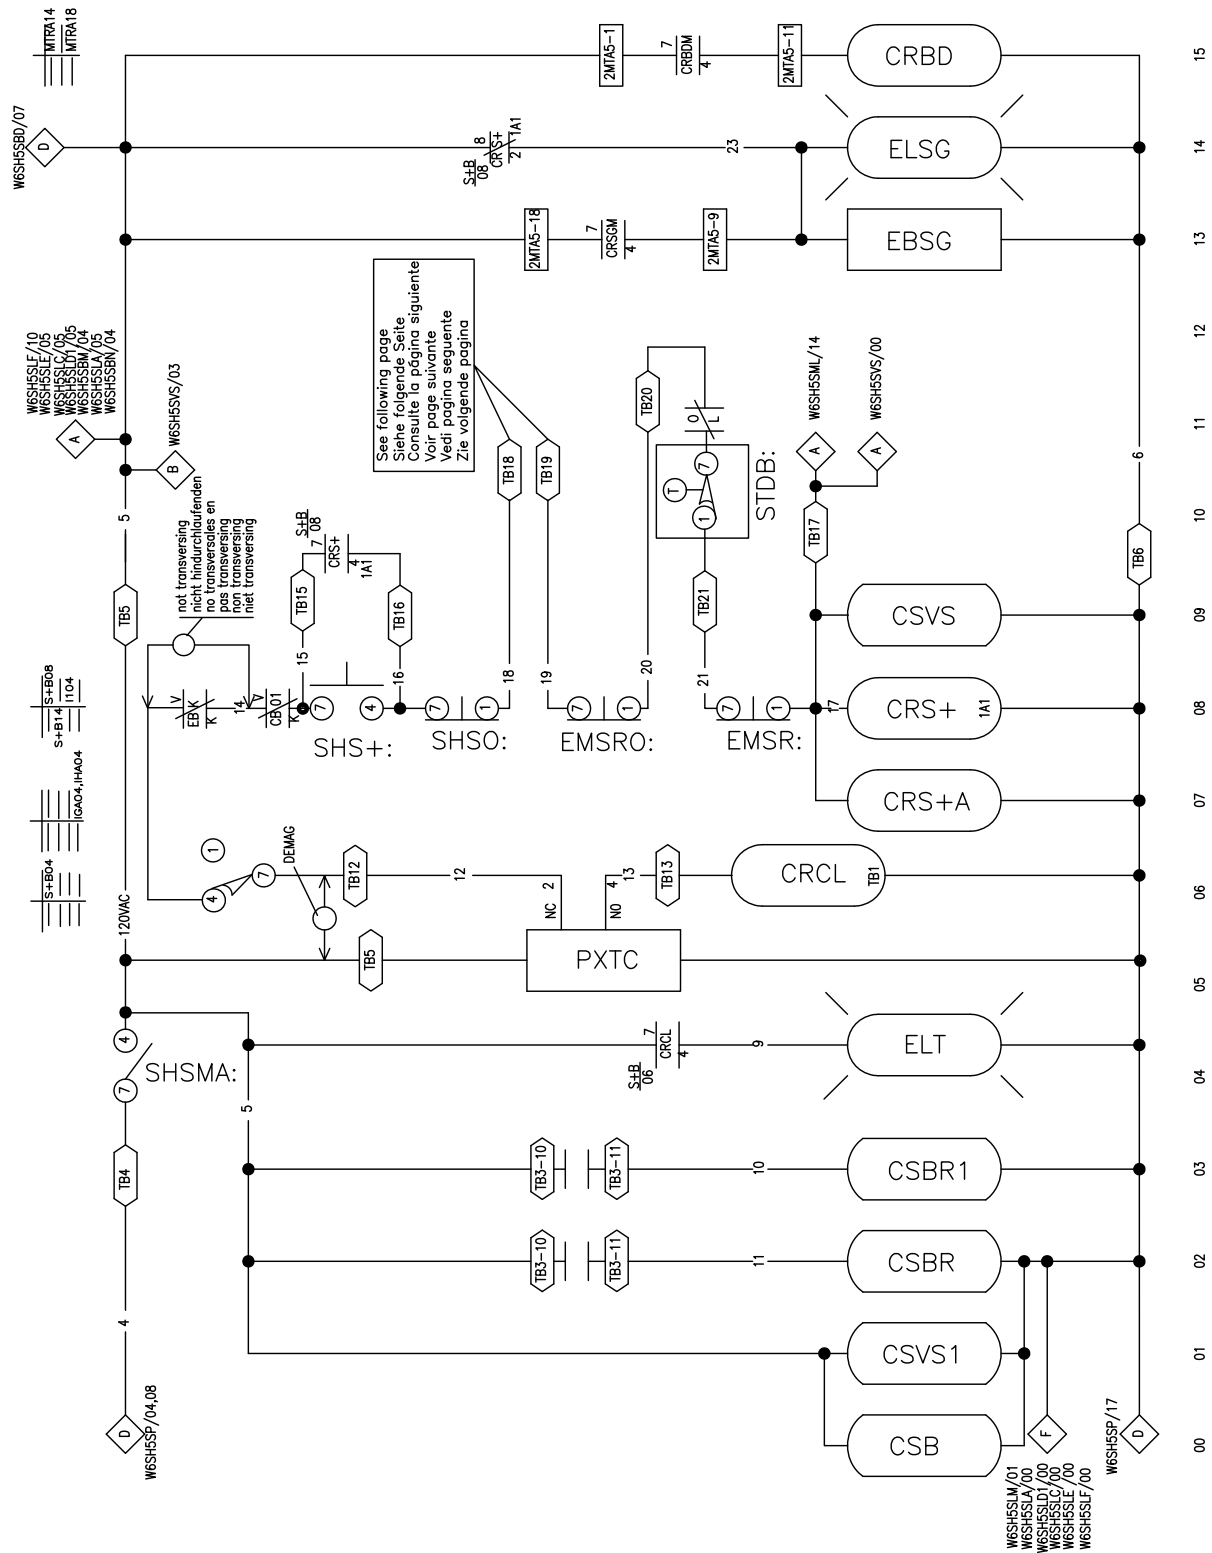 MTRA14
MTRA18
W6SH5SBD/07
D
2MTA5-1
7
CRBDM
4
2MTA5-11
CRBD
15
S+B
08
8
CRS+
2
1A1
23
ELSG
14
2MTA5-18
7
CRSGM
4
2MTA5-9
EBSG
13
See following page
Siehe folgende Seite
Consulte la página siguiente
Voir page suivante
Vedi pagina seguente
Zie volgende pagina
12
W6SH5SLF/10
W6SH5SLE/05
W6SH5SLC/05
W6SH5SLD1/05
W6SH5SBM/04
W6SH5SLA/05
W6SH5SBN/04
A
B
W6SH5SVS/03
TB18
TB19
TB20
O
L
T
7
1
STDB:
A
W6SH5SML/14
A
W6SH5SVS/00
11
6
5
not transversing
nicht hindurchlaufenden
no transversales en
pas transversing
non transversing
niet transversing
10
TB5
TB15
S+B
08
7
CRS+
4
1A1
TB16
TB21
TB17
TB6
CSVS
09
15
16
18
19
20
21
S+B08
S+B14
I104
V
EB K
K
14
V
CB 01
K
7
4
SHS+:
7
1
SHSO:
7
1
EMSRO:
7
1
EMSR:
17
CRS+
1A1
08
IGA04,IHA04
CRS+A
07
S+B04
120VAC
4
1
7
DEMAG
TB12
12
NC
2
NO
4
13
TB13
CRCL
TB1
06
TB5
PXTC
05
4
7
SHSMA:
S+B
06
7
CRCL
4
9
ELT
04
5
TB4
TB3-10
TB3-11
10
CSBR1
03
TB3-10
TB3-11
11
CSBR
02
4
CSVS1
01
D
W6SH5SP/04,08
CSB
F
W6SH5SLM/01
W6SH5SLA/00
W6SH5SLD1/00
W6SH5SLC/00
W6SH5SLE/00
W6SH5SLF/00
W6SH5SP/17
D
00